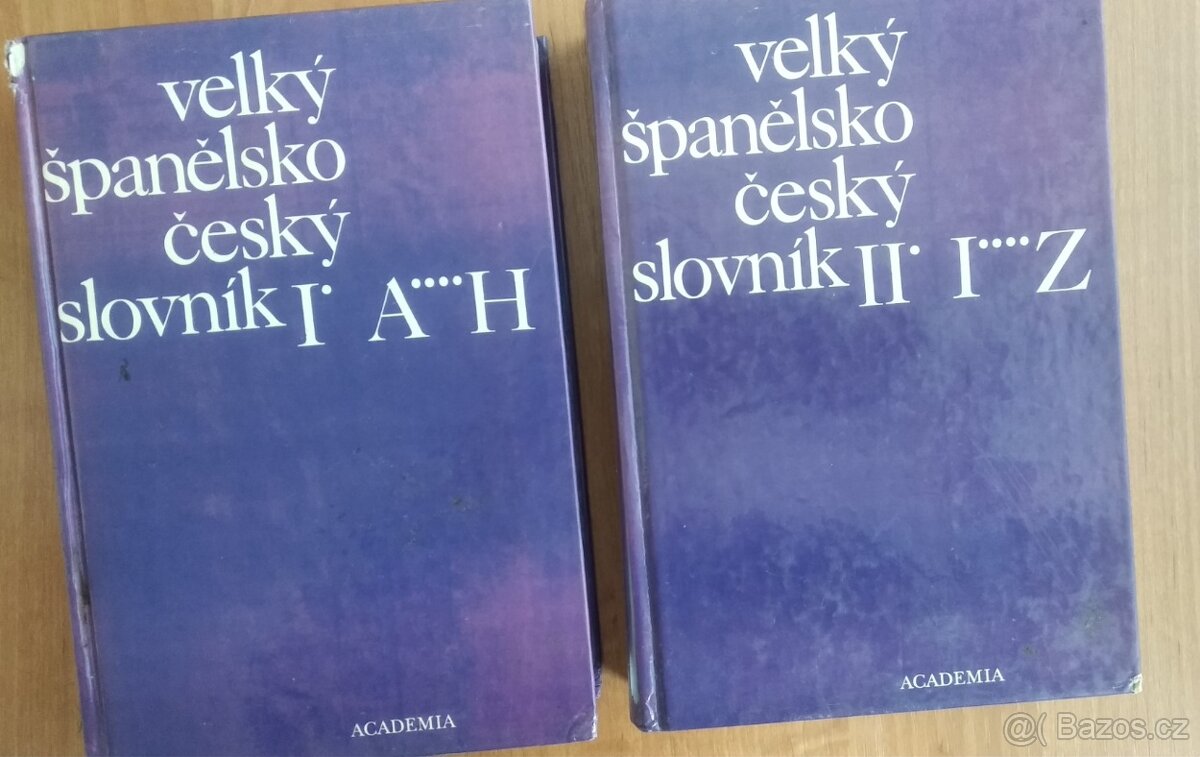 velký
španělsko
český
slovník I· A····H
ACADEMIA
velký
španělsko
český
slovník II· I····Z
ACADEMIA
@( Bazos.cz